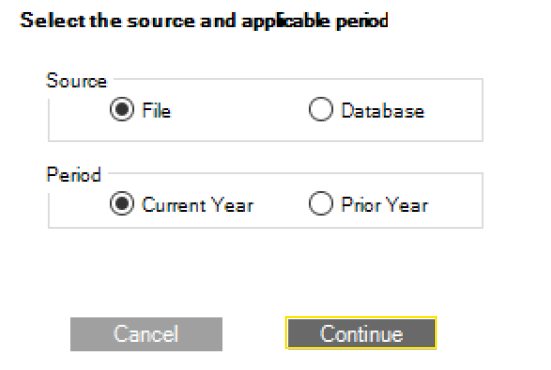 Select the source and applicable period
Source
File Database
Period
Current Year Prior Year
Cancel Continue